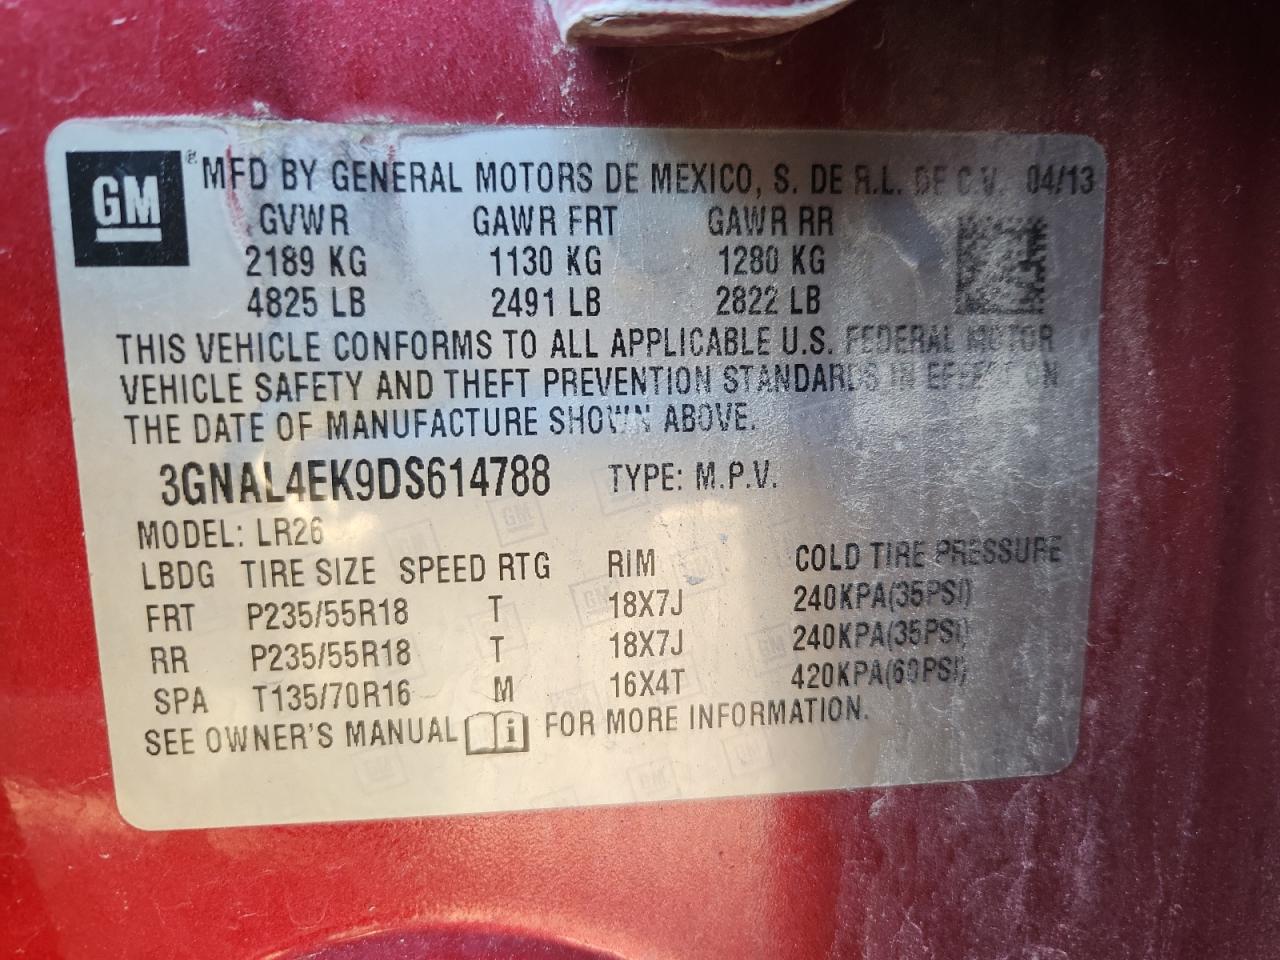 GM
® MFD BY GENERAL MOTORS DE MEXICO, S. DE R.L. DE C.V. 04/13
GVWR GAWR FRT GAWR RR
2189 KG 1130 KG 1280 KG
4825 LB 2491 LB 2822 LB
THIS VEHICLE CONFORMS TO ALL APPLICABLE U.S. FEDERAL MOTOR
VEHICLE SAFETY AND THEFT PREVENTION STANDARDS IN EFFECT ON
THE DATE OF MANUFACTURE SHOWN ABOVE.
3GNAL4EK9DS614788 TYPE: M.P.V.
MODEL: LR26
LBDG TIRE SIZE SPEED RTG RIM COLD TIRE PRESSURE
FRT P235/55R18 T 18X7J 240KPA(35PSI)
RR P235/55R18 T 18X7J 240KPA(35PSI)
SPA T135/70R16 M 16X4T 420KPA(60PSI)
SEE OWNER'S MANUAL i FOR MORE INFORMATION.